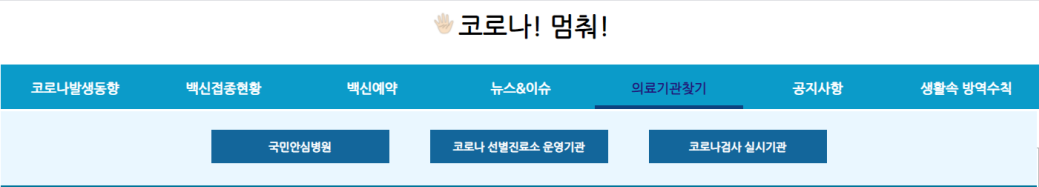 코로나! 멈춰!
코로나발생동향 백신접종현황 백신예약 뉴스&이슈 의료기관찾기 공지사항 생활속 방역수칙
국민안심병원 코로나 선별진료소 운영기관 코로나검사 실시기관